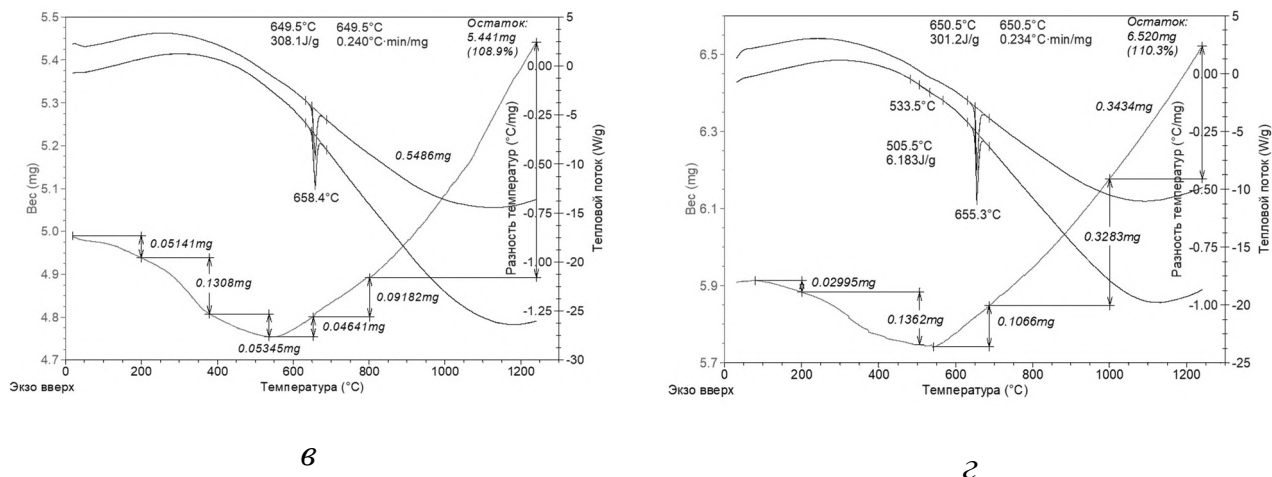 649.5°C 649.5°C
308.1J/g 0.240°C·min/mg
Остаток:
5.441mg
(108.9%)
5.5
5.4
5.3
5.2
5.1
5.0
4.9
4.8
4.7
Вес (mg)
0.5486mg
658.4°C
0.05141mg
0.1308mg
0.09182mg
0.04641mg
0.05345mg
0.00
-0.25
-0.50
-0.75
-1.00
-1.25
Разность температур (°C/mg)
5
0
-5
-10
-15
-20
-25
-30
Тепловой поток (W/g)
0 200 400 600 800 1000 1200
Экзо вверх
Температура (°C)
в
650.5°C 650.5°C
301.2J/g 0.234°C·min/mg
Остаток:
6.520mg
(110.3%)
6.5
6.3
6.1
5.9
5.7
Вес (mg)
0.3434mg
533.5°C
505.5°C
6.183J/g
655.3°C
0.3283mg
0.02995mg
0.1362mg
0.1066mg
0.00
-0.25
-0.50
-0.75
-1.00
Разность температур (°C/mg)
5
0
-5
-10
-15
-20
-25
Тепловой поток (W/g)
0 200 400 600 800 1000 1200
Экзо вверх
Температура (°C)
г